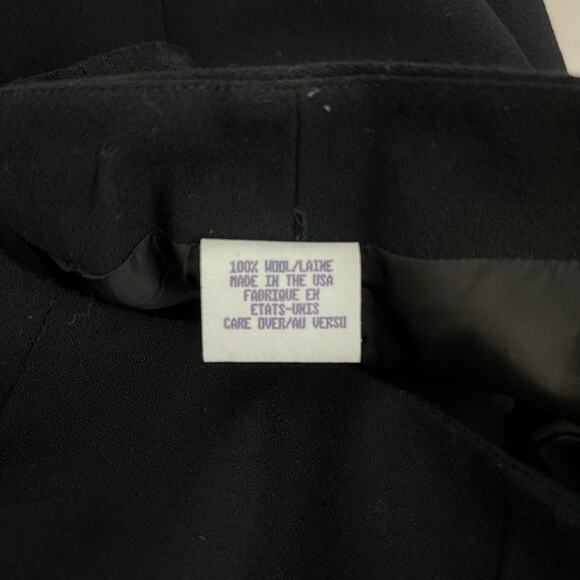 100% WOOL/LAINE
MADE IN THE USA
FABRIQUE EN
ETATS-UNIS
CARE OVER/AU VERSO